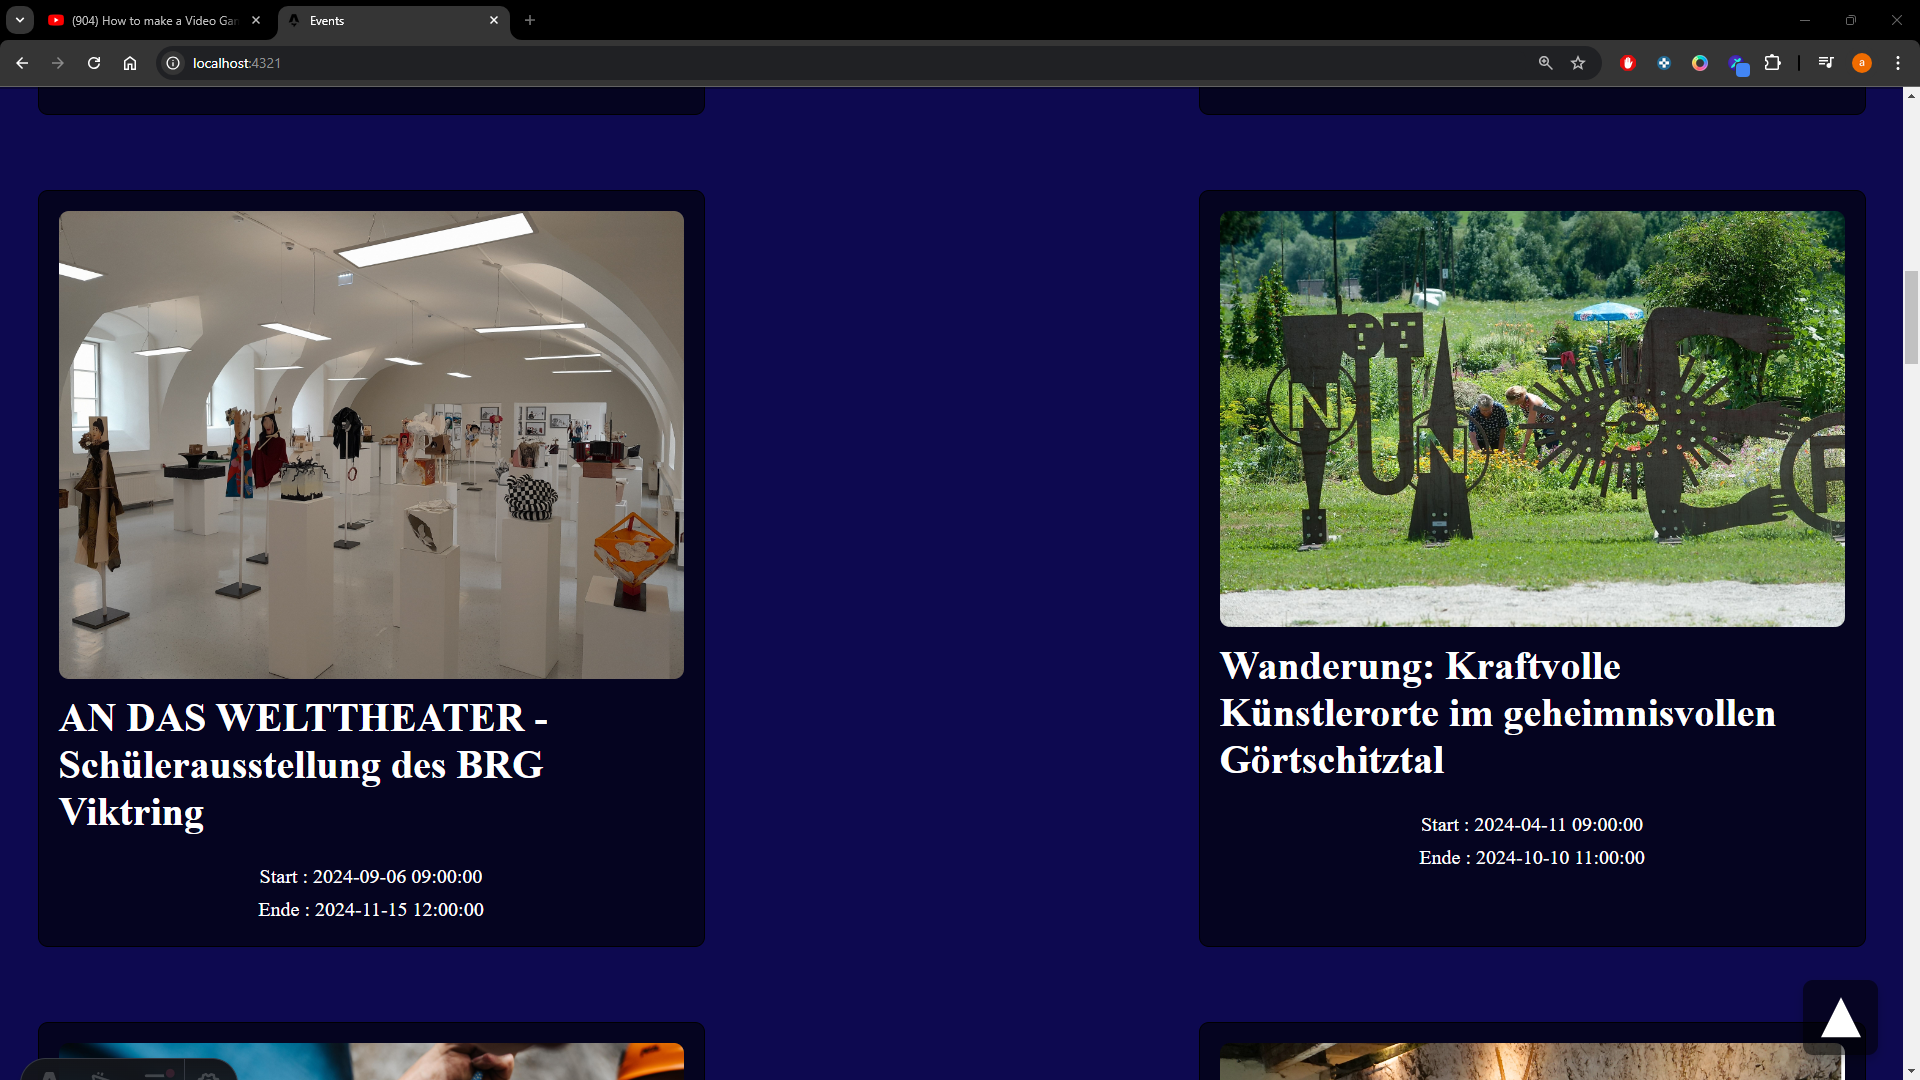 (904) How to make a Video Gar
Events
localhost:4321
a
N
UN
AN DAS WELTTHEATER -
Schülerausstellung des BRG
Viktring
Start : 2024-09-06 09:00:00
Ende : 2024-11-15 12:00:00
Wanderung: Kraftvolle
Künstlerorte im geheimnisvollen
Görtschitztal
Start : 2024-04-11 09:00:00
Ende : 2024-10-10 11:00:00